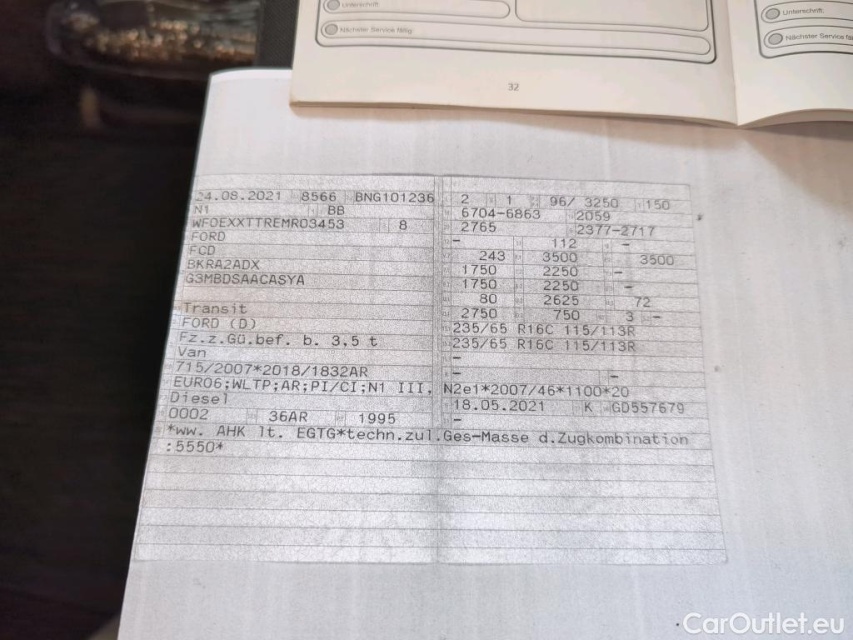 Unterschrift:
Nächster Service fällig:
32
Unterschrift:
Nächster Service fäl
24.08.2021 8566 BNG101236 2 1 96/ 3250 150
N1 BB 6704-6863 2059
WF0EXXTTREMR03453 8 2765 2377-2717
FORD - 112 -
FCD 243 3500 3500
BKRA2ADX 1750 2250 -
G3MBDSAACASYA 1750 2250 -
80 2625 72
Transit 2750 750 3 -
FORD (D) 235/65 R16C 115/113R
Fz.z.Gü.bef. b. 3,5 t 235/65 R16C 115/113R
Van -
715/2007*2018/1832AR - -
EURO6;WLTP;AR;PI/CI;N1 III, N2e1*2007/46*1100*20
Diesel 18.05.2021 K GD557679
0002 36AR 1995 -
*ww. AHK lt. EGTG*techn.zul.Ges-Masse d.Zugkombination
:5550*
CarOutlet.eu